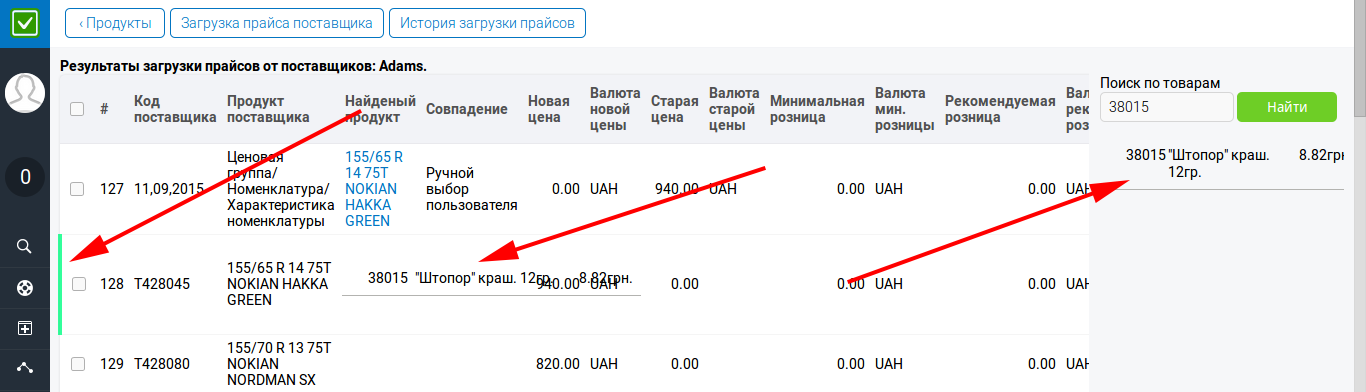 ‹ Продукты
Загрузка прайса поставщика
История загрузки прайсов
Результаты загрузки прайсов от поставщиков: Adams.
Поиск по товарам
38015
Найти
38015 "Штопор" краш. 8.82грн
12гр.
#
Код
поставщика
Продукт
поставщика
Найденый
продукт
Совпадение
Новая
цена
Валюта
новой
цены
Старая
цена
Валюта
старой
цены
Минимальная
розница
Валюта
мин.
розницы
Рекомендуемая
розница
Вал
рек
роз
127
11,09,2015
Ценовая
группа/
Номенклатура/
Характеристика
номенклатуры
155/65 R
14 75T
NOKIAN
HAKKA
GREEN
Ручной
выбор
пользователя
0.00
UAH
940.00
UAH
0.00
UAH
0.00
UAH
0
128
T428045
155/65 R 14 75T
NOKIAN HAKKA
GREEN
38015 "Штопор" краш. 12гр. 8.82грн.
940.00
UAH
0.00
0.00
UAH
0.00
UAH
129
T428080
155/70 R 13 75T
NOKIAN
NORDMAN SX
820.00
UAH
0.00
0.00
UAH
0.00
UAH